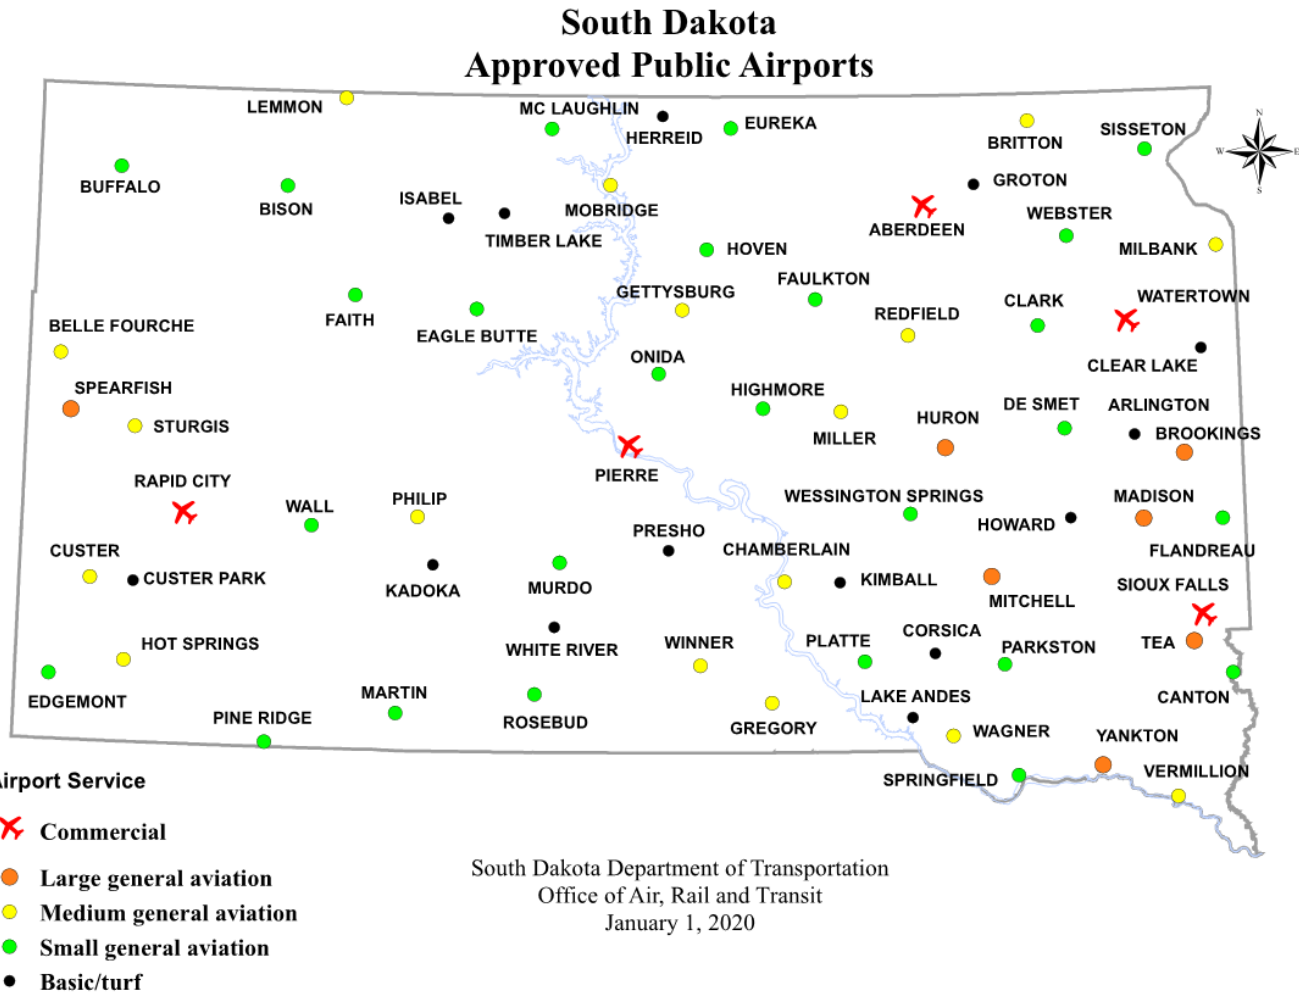 South Dakota
Approved Public Airports
LEMMON
MC LAUGHLIN
HERREID
EUREKA
BRITTON
SISSETON
N
W
E
S
BUFFALO
BISON
ISABEL
TIMBER LAKE
MOBRIDGE
GROTON
ABERDEEN
WEBSTER
MILBANK
HOVEN
FAULKTON
GETTYSBURG
REDFIELD
CLARK
WATERTOWN
CLEAR LAKE
FAITH
EAGLE BUTTE
BELLE FOURCHE
ONIDA
SPEARFISH
STURGIS
HIGHMORE
MILLER
HURON
DE SMET
ARLINGTON
BROOKINGS
RAPID CITY
PIERRE
WALL
PHILIP
WESSINGTON SPRINGS
HOWARD
MADISON
FLANDREAU
CUSTER
CUSTER PARK
KADOKA
MURDO
PRESHO
CHAMBERLAIN
KIMBALL
MITCHELL
SIOUX FALLS
TEA
HOT SPRINGS
EDGEMONT
WHITE RIVER
WINNER
PLATTE
CORSICA
PARKSTON
CANTON
PINE RIDGE
MARTIN
ROSEBUD
GREGORY
LAKE ANDES
WAGNER
YANKTON
SPRINGFIELD
VERMILLION
Airport Service
Commercial
Large general aviation
Medium general aviation
Small general aviation
Basic/turf
South Dakota Department of Transportation
Office of Air, Rail and Transit
January 1, 2020